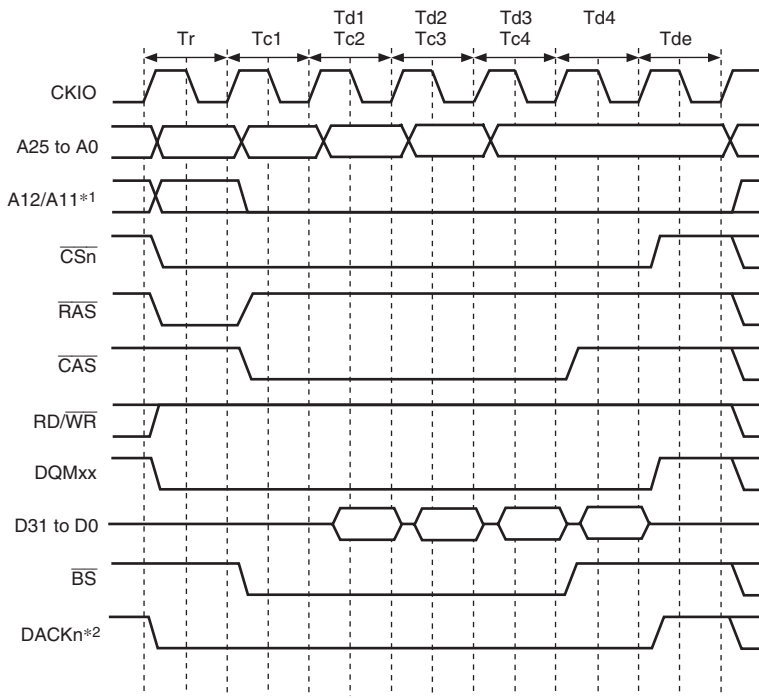 Td1 Td2 Td3 Td4
Tr Tc1 Tc2 Tc3 Tc4 Tde
CKIO
A25 to A0
A12/A11*1
CSn
RAS
CAS
RD/WR
DQMxx
D31 to D0
BS
DACKn*2